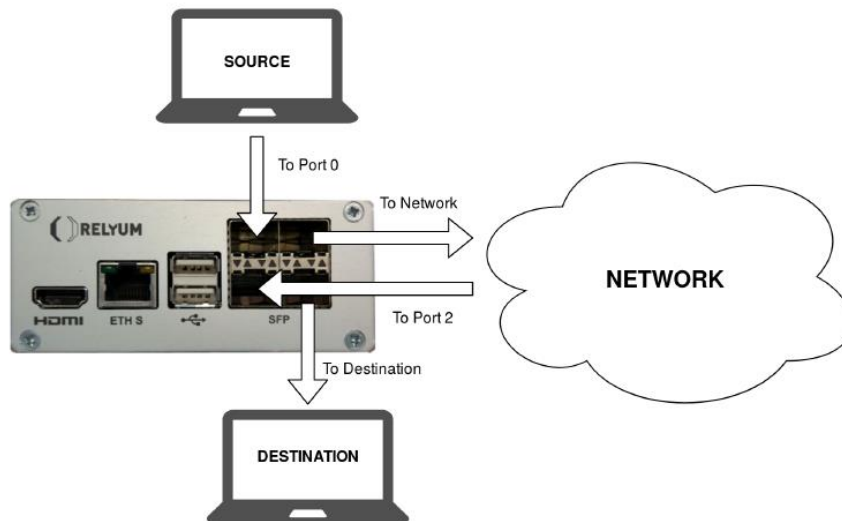 SOURCE
To Port 0
To Network
RELYUM
NETWORK
HDMI
ETH S
SFP
To Port 2
To Destination
DESTINATION